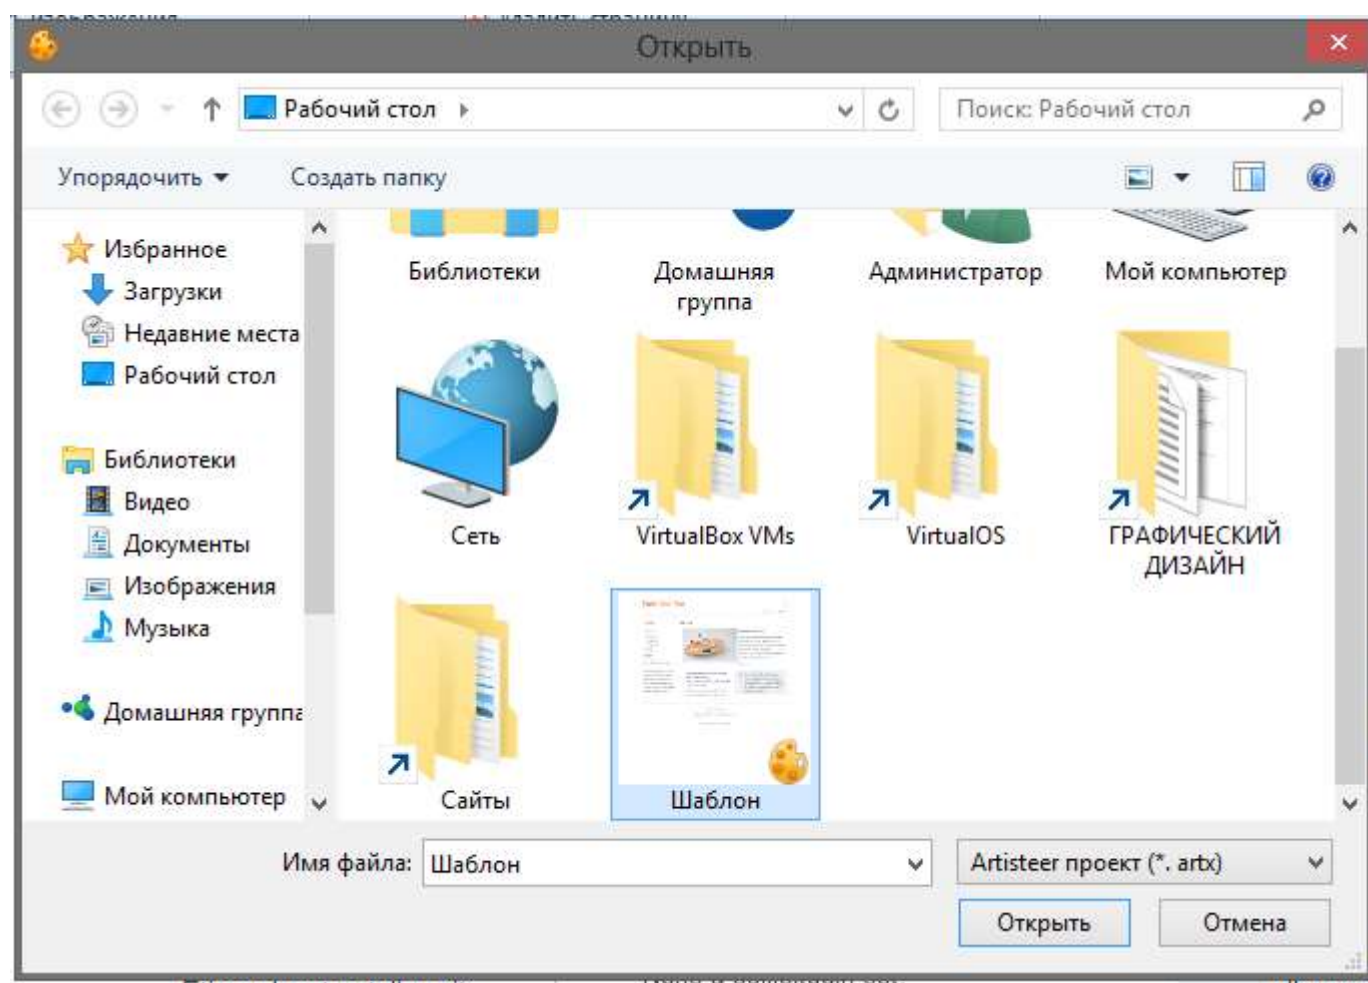 Открыть
Рабочий стол
Поиск: Рабочий стол
Упорядочить
Создать папку
Избранное
Загрузки
Недавние места
Рабочий стол
Библиотеки
Видео
Документы
Изображения
Музыка
Домашняя группа
Мой компьютер
Библиотеки
Домашняя
группа
Администратор
Мой компьютер
Сеть
VirtualBox VMs
VirtualOS
ГРАФИЧЕСКИЙ
ДИЗАЙН
Сайты
Шаблон
Имя файла:
Шаблон
Artisteer проект (*. artx)
Открыть
Отмена